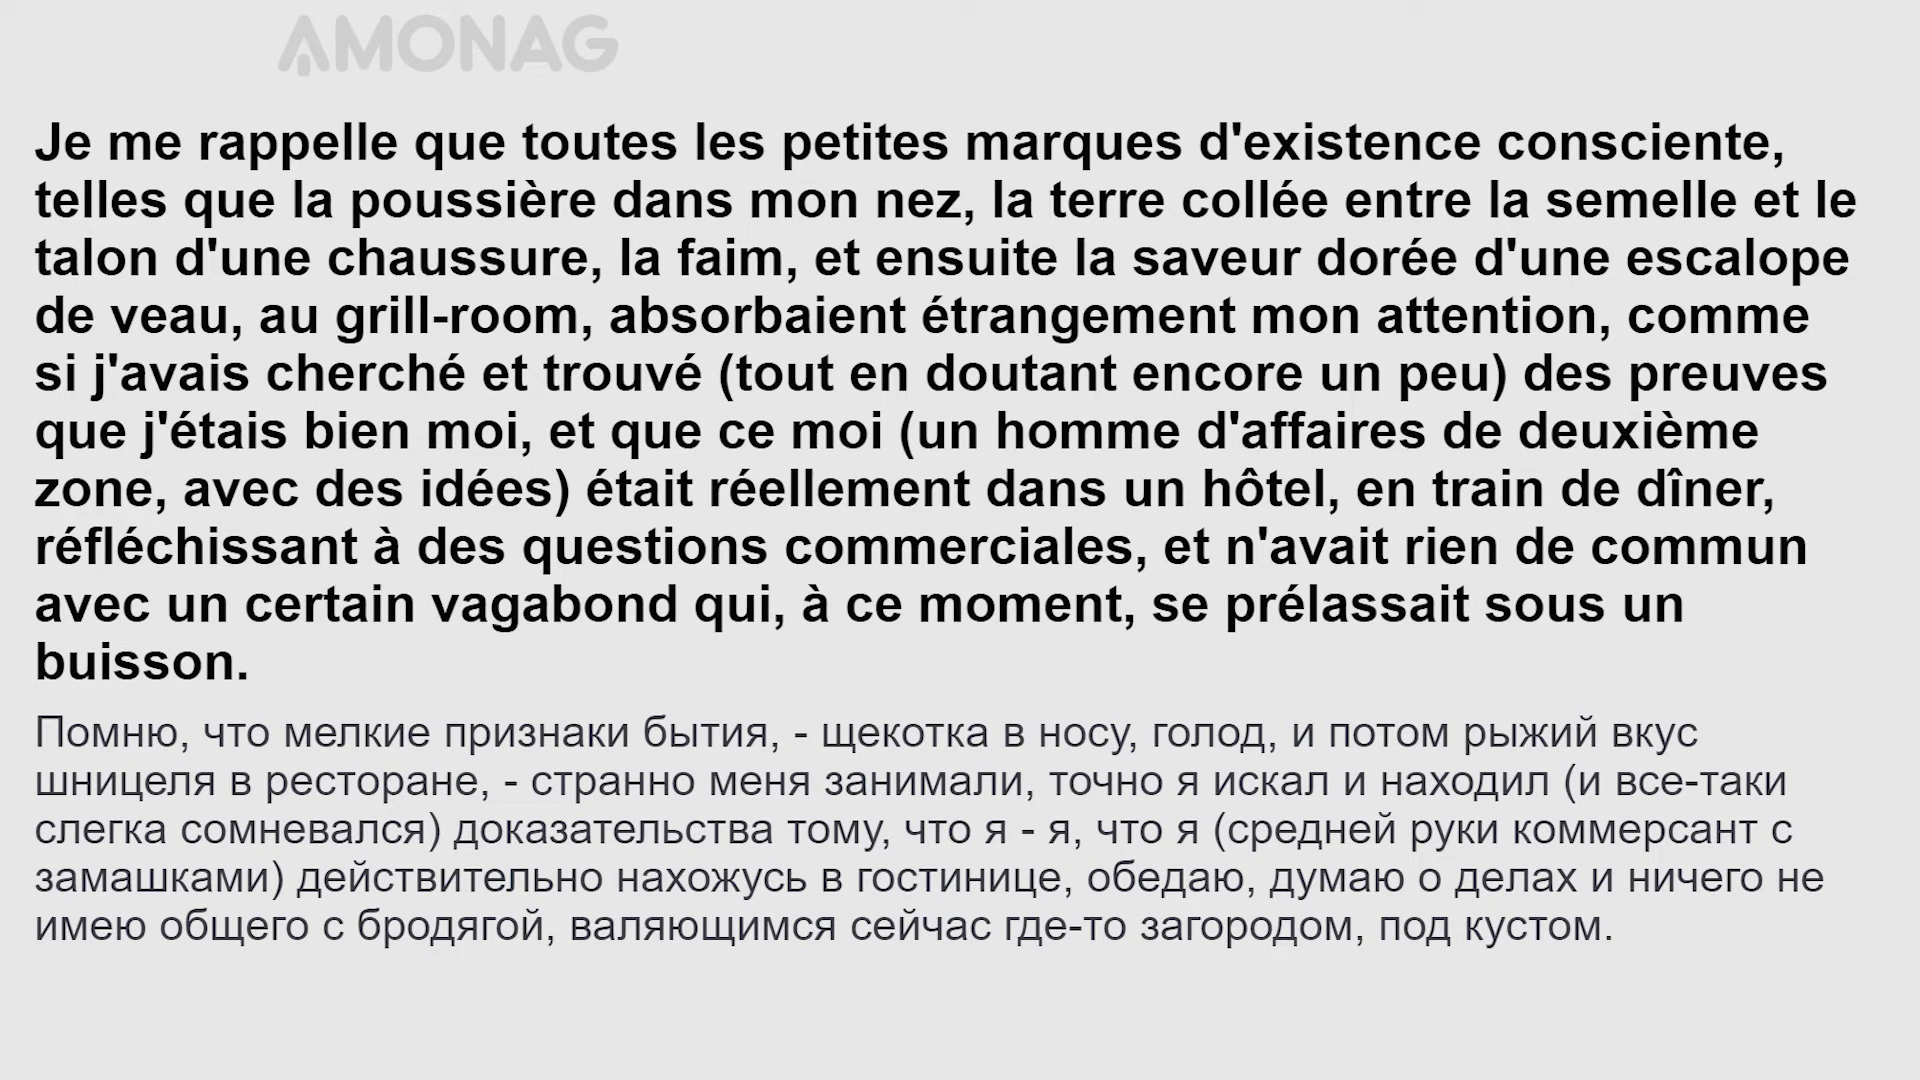 AMONAG
Je me rappelle que toutes les petites marques d'existence consciente,
telles que la poussière dans mon nez, la terre collée entre la semelle et le
talon d'une chaussure, la faim, et ensuite la saveur dorée d'une escalope
de veau, au grill-room, absorbaient étrangement mon attention, comme
si j'avais cherché et trouvé (tout en doutant encore un peu) des preuves
que j'étais bien moi, et que ce moi (un homme d'affaires de deuxième
zone, avec des idées) était réellement dans un hôtel, en train de dîner,
réfléchissant à des questions commerciales, et n'avait rien de commun
avec un certain vagabond qui, à ce moment, se prélassait sous un
buisson.
Помню, что мелкие признаки бытия, - щекотка в носу, голод, и потом рыжий вкус
шницеля в ресторане, - странно меня занимали, точно я искал и находил (и все-таки
слегка сомневался) доказательства тому, что я - я, что я (средней руки коммерсант с
замашками) действительно нахожусь в гостинице, обедаю, думаю о делах и ничего не
имею общего с бродягой, валяющимся сейчас где-то загородом, под кустом.